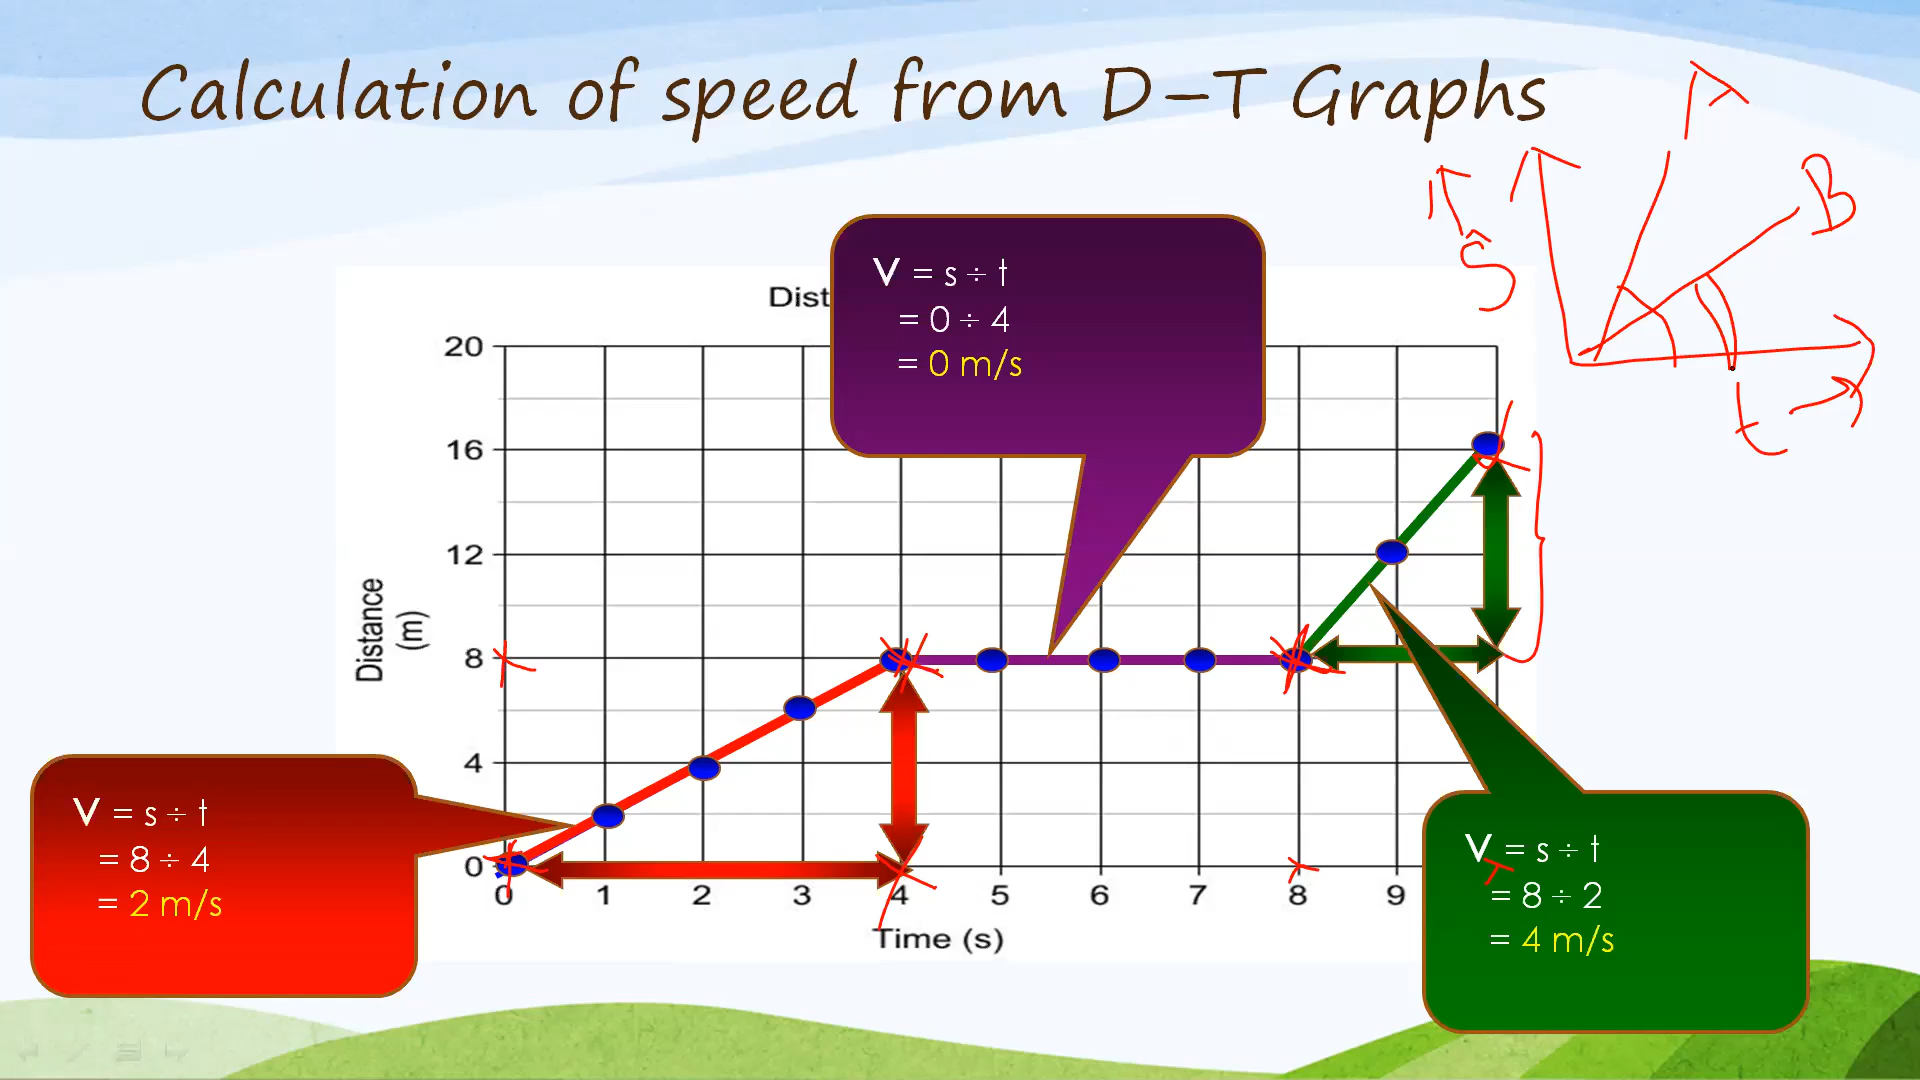 Calculation of speed from D–T Graphs
A
B
S
t
Dist
V = s ÷ t
= 0 ÷ 4
= 0 m/s
20
16
12
8
4
0
Distance
(m)
0 1 2 3 4 5 6 7 8 9
Time (s)
V = s ÷ t
= 8 ÷ 4
= 2 m/s
V = s ÷ t
= 8 ÷ 2
= 4 m/s